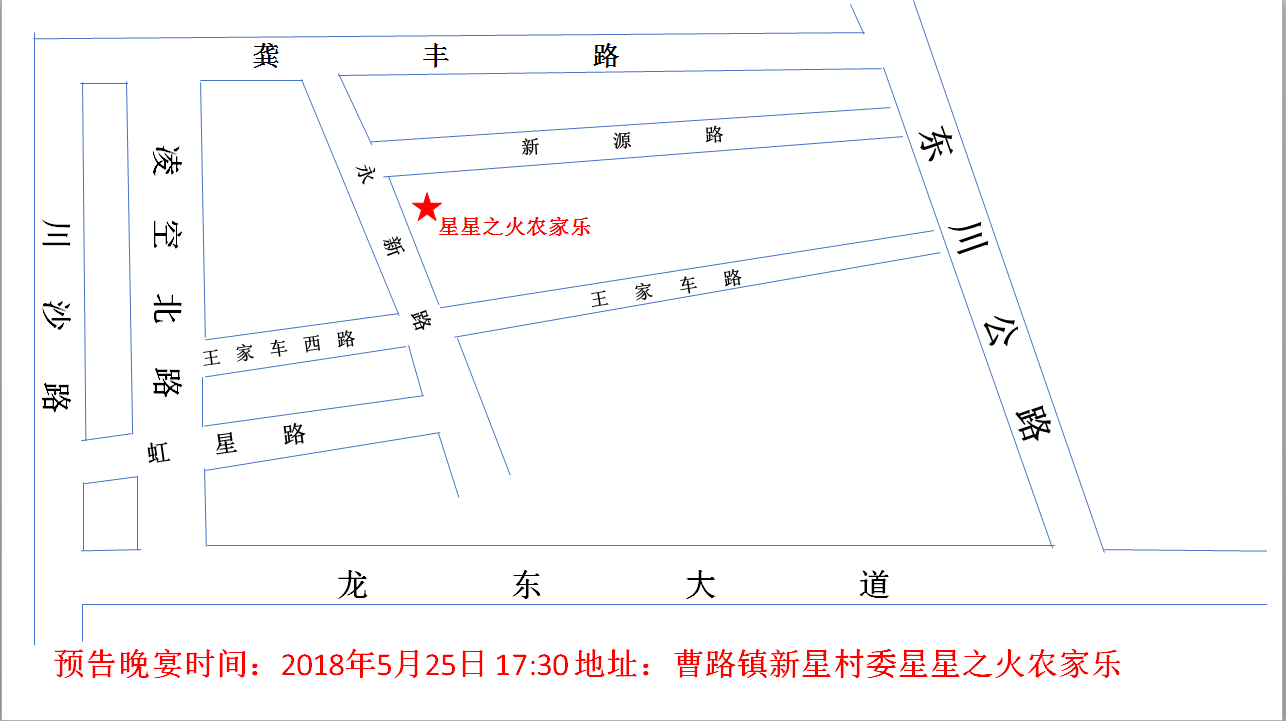 龚丰路
新源路
东川公路
凌空北路
永新路
川沙路
星星之火农家乐
王家车路
王家车西路
虹星路
龙东大道
预告晚宴时间：2018年5月25日 17:30 地址：曹路镇新星村委星星之火农家乐